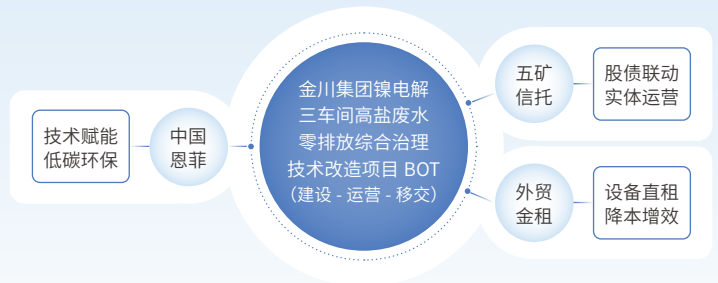 技术赋能
低碳环保
中国
恩菲
金川集团镍电解
三车间高盐废水
零排放综合治理
技术改造项目 BOT
（建设 - 运营 - 移交）
五矿
信托
股债联动
实体运营
外贸
金租
设备直租
降本增效